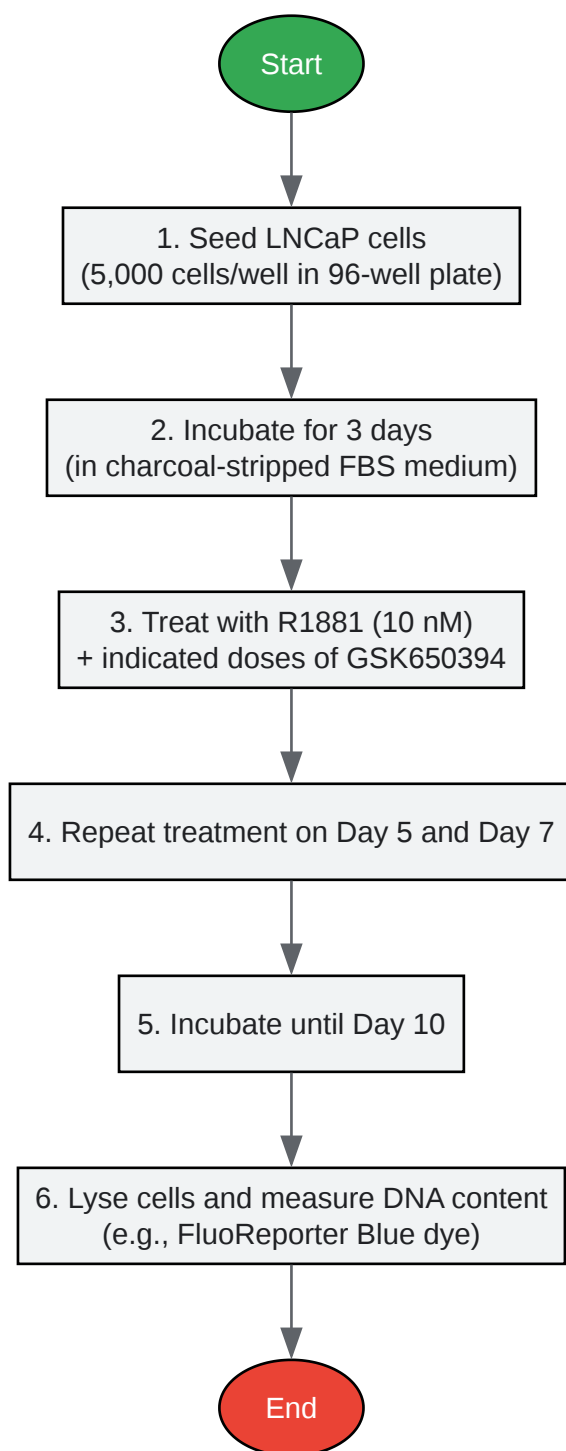 Start
1. Seed LNCaP cells
(5,000 cells/well in 96-well plate)
2. Incubate for 3 days
(in charcoal-stripped FBS medium)
3. Treat with R1881 (10 nM)
+ indicated doses of GSK650394
4. Repeat treatment on Day 5 and Day 7
5. Incubate until Day 10
6. Lyse cells and measure DNA content
(e.g., FluoReporter Blue dye)
End